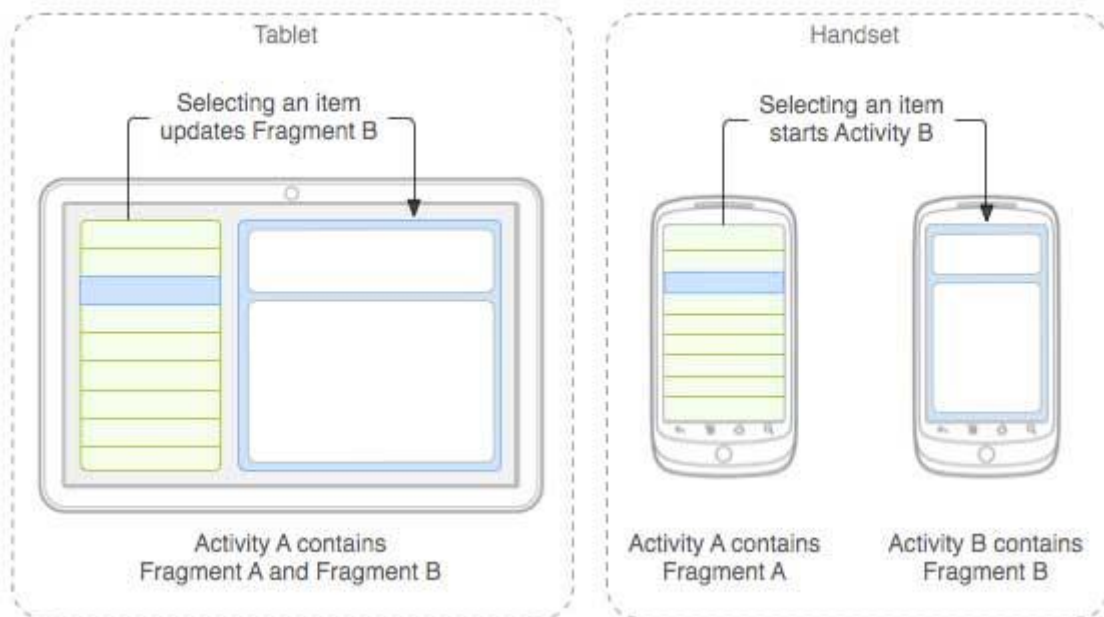 Tablet
Selecting an item
updates Fragment B
Activity A contains
Fragment A and Fragment B
Handset
Selecting an item
starts Activity B
Activity A contains
Fragment A
Activity B contains
Fragment B